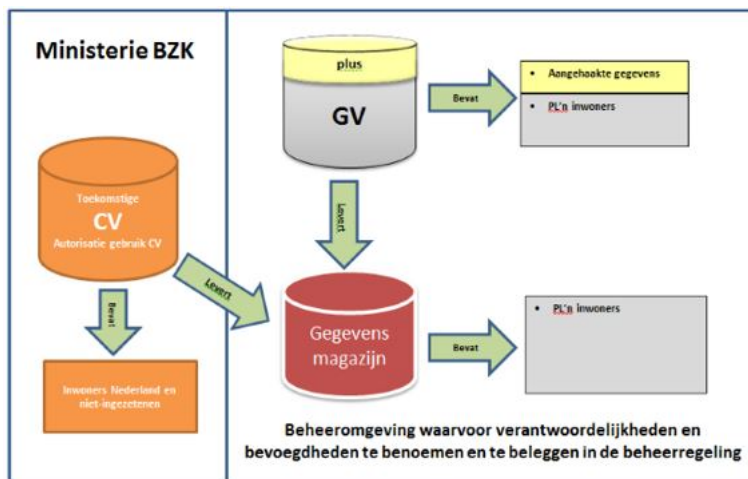 Ministerie BZK
Toekomstige
CV
Autorisatie gebruik CV
Bevat
Levert
Inwoners Nederland en
niet-ingezetenen
plus
GV
Bevat
• Aangehaakte gegevens
• PL'n inwoners
Levert
Gegevens
magazijn
Bevat
• PL'n inwoners
Beheeromgeving waarvoor verantwoordelijkheden en
bevoegdheden te benoemen en te beleggen in de beheerregeling